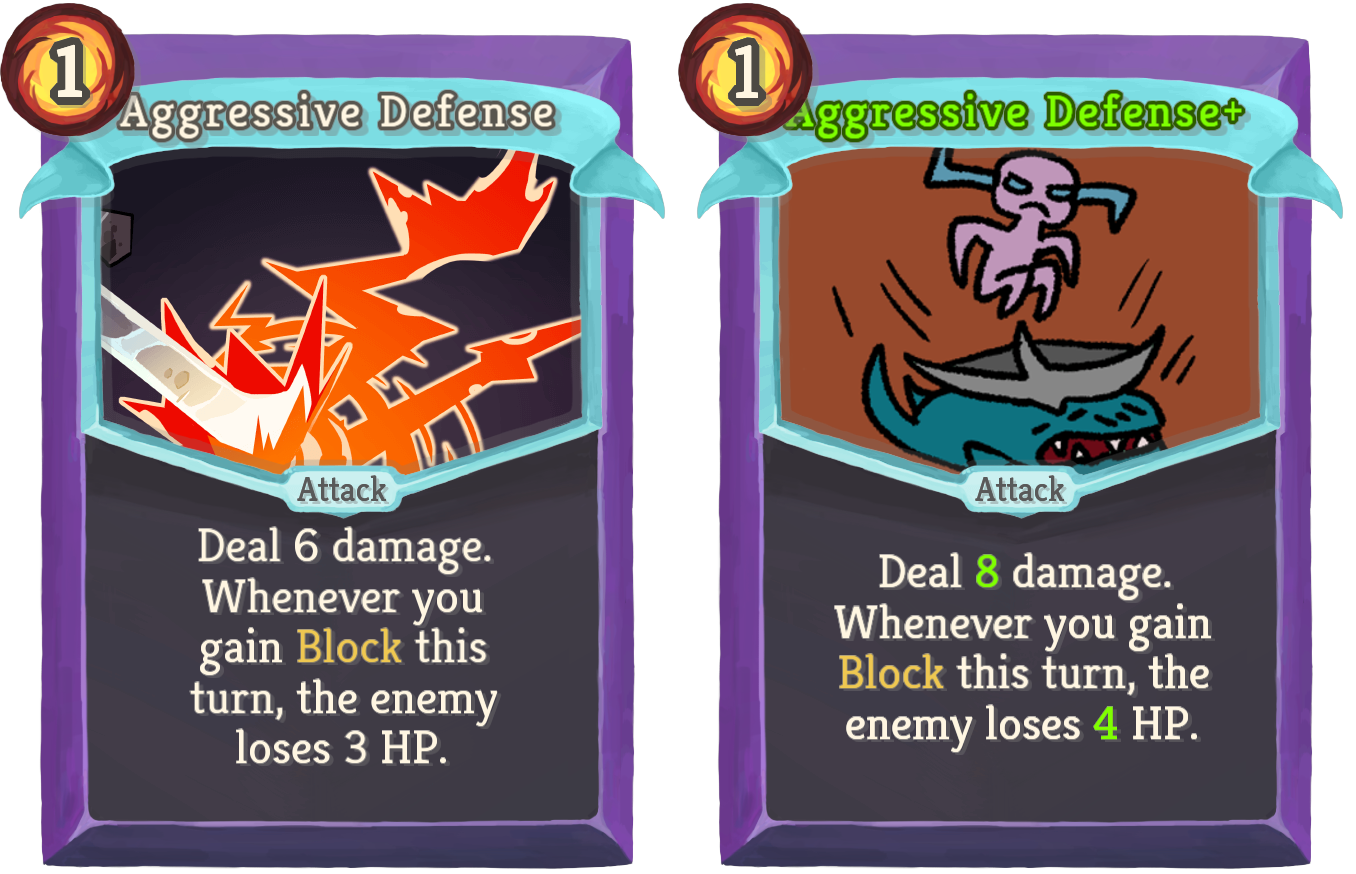 1
Aggressive Defense
Attack
Deal 6 damage.
Whenever you
gain Block this
turn, the enemy
loses 3 HP.
1
Aggressive Defense+
Attack
Deal 8 damage.
Whenever you gain
Block this turn, the
enemy loses 4 HP.